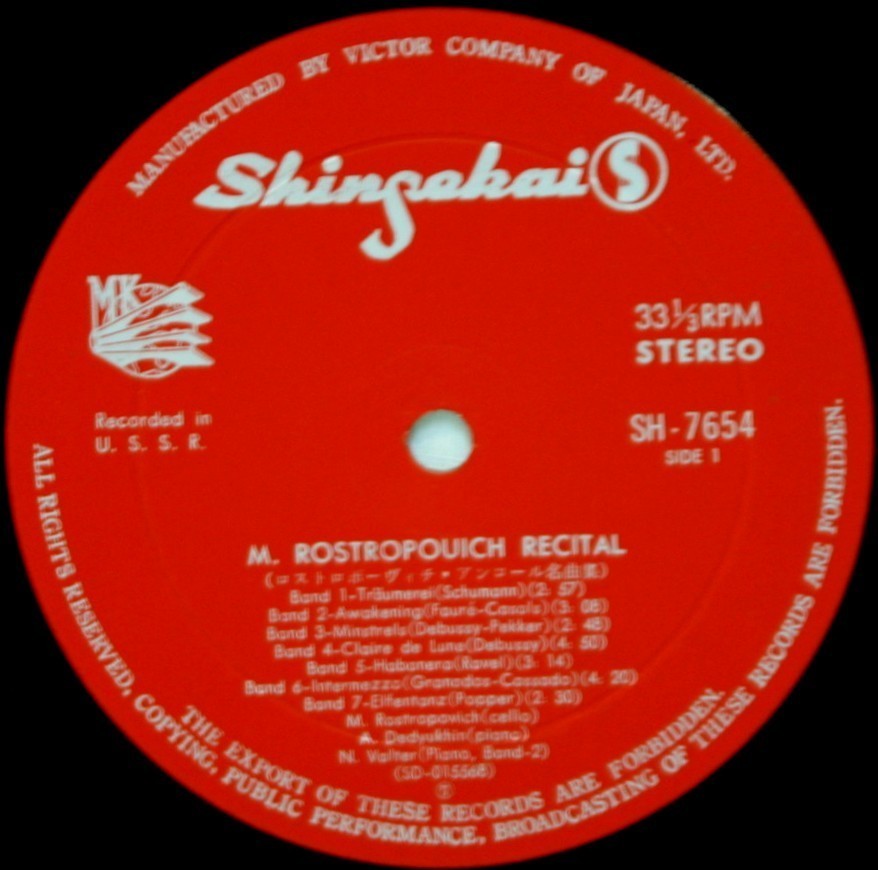 MANUFACTURED BY VICTOR COMPANY OF JAPAN, LTD.
Shinsekai S
MK
33⅓RPM
STEREO
Recorded in
U. S. S. R.
SH-7654
SIDE 1
M. ROSTROPOUICH RECITAL
(ロストロポーヴィチ・アンコール名曲集)
Band 1-Träumerei(Schumann)(2: 57)
Band 2-Awakening(Fauré-Casals)(3: 08)
Band 3-Minstrels(Debussy-Pekker)(2: 48)
Band 4-Claire de Luna(Debussy)(4: 50)
Band 5-Habanera(Ravel)(3: 14)
Band 6-Intermezzo(Granados-Cassado)(4: 20)
Band 7-Elfentanz(Popper)(2: 30)
M. Rostropovich(cello)
A. Dedyukhin(piano)
N. Valter(Piano, Band-2)
(SD-015568)
THE EXPORT OF THESE RECORDS ARE FORBIDDEN.
ALL RIGHTS RESERVED, COPYING, PUBLIC PERFORMANCE, BROADCASTING OF THESE RECORDS ARE FORBIDDEN.